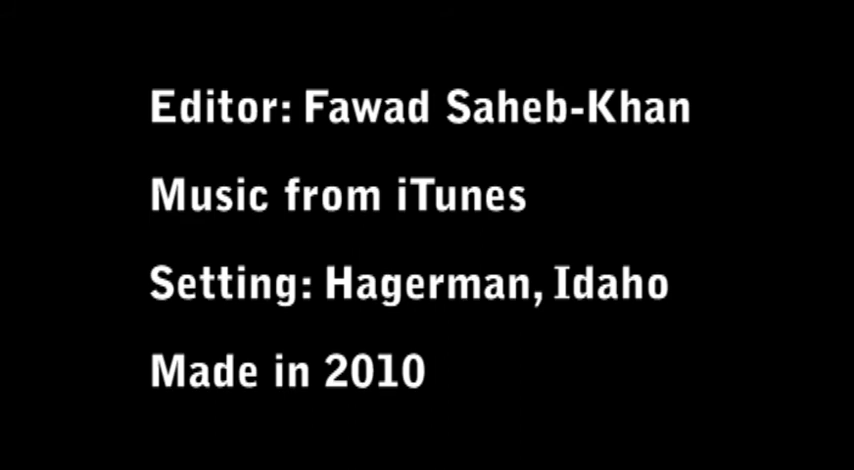 Editor: Fawad Saheb-Khan
Music from iTunes
Setting: Hagerman, Idaho
Made in 2010